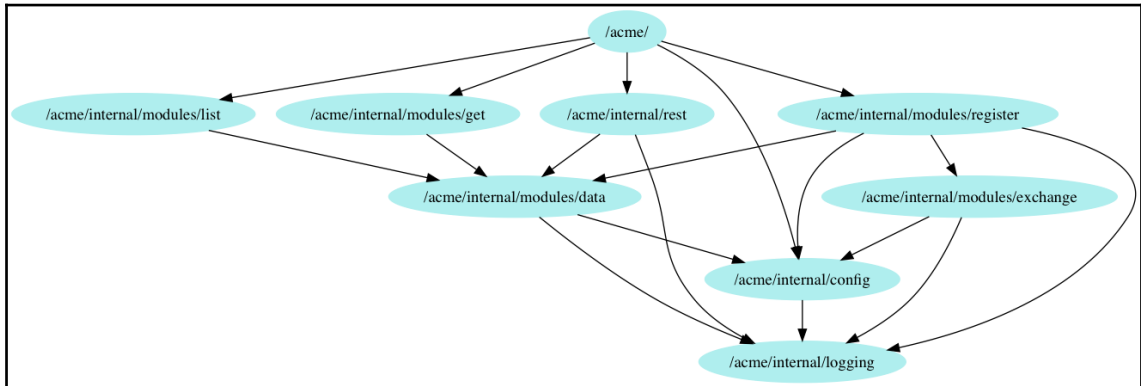 /acme/
/acme/internal/modules/list
/acme/internal/modules/get
/acme/internal/rest
/acme/internal/modules/register
/acme/internal/modules/data
/acme/internal/modules/exchange
/acme/internal/config
/acme/internal/logging